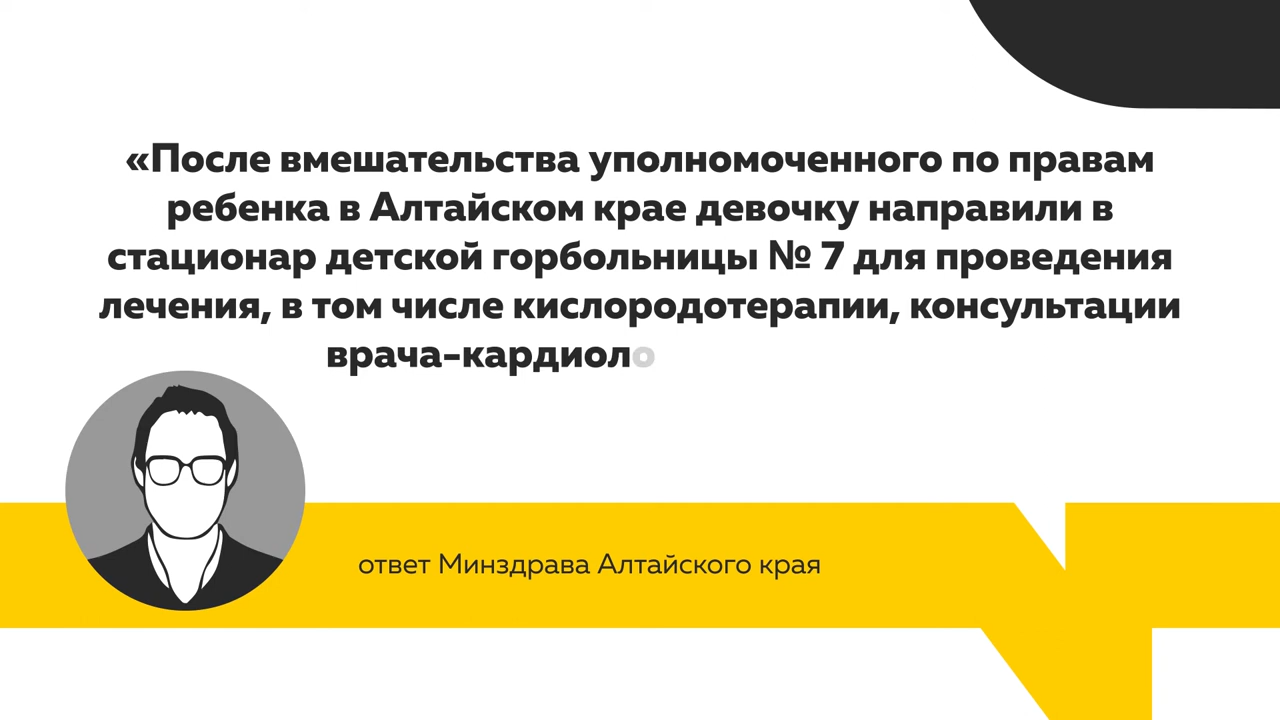 «После вмешательства уполномоченного по правам
ребенка в Алтайском крае девочку направили в
стационар детской горбольницы № 7 для проведения
лечения, в том числе кислородотерапии, консультации
врача-кардиоло
ответ Минздрава Алтайского края